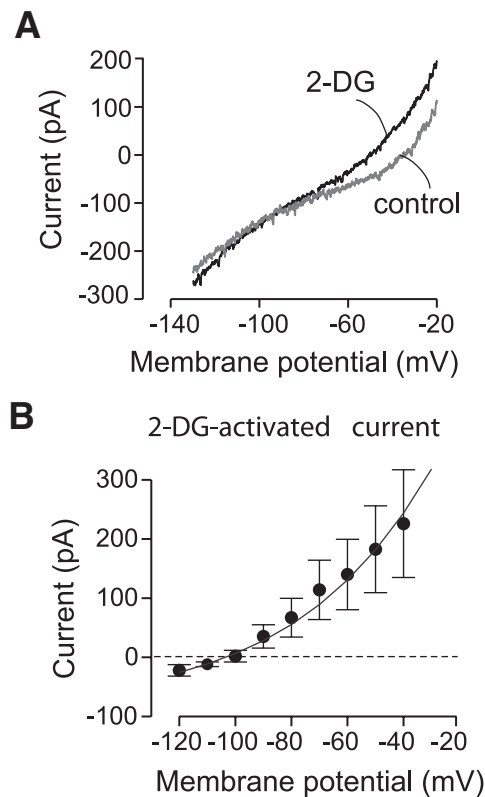 A
200
100
0
-100
-200
-300
Current (pA)
2-DG
control
-140 -100 -60 -20
Membrane potential (mV)
B
2-DG-activated current
300
200
100
0
-100
Current (pA)
-120 -100 -80 -60 -40 -20
Membrane potential (mV)